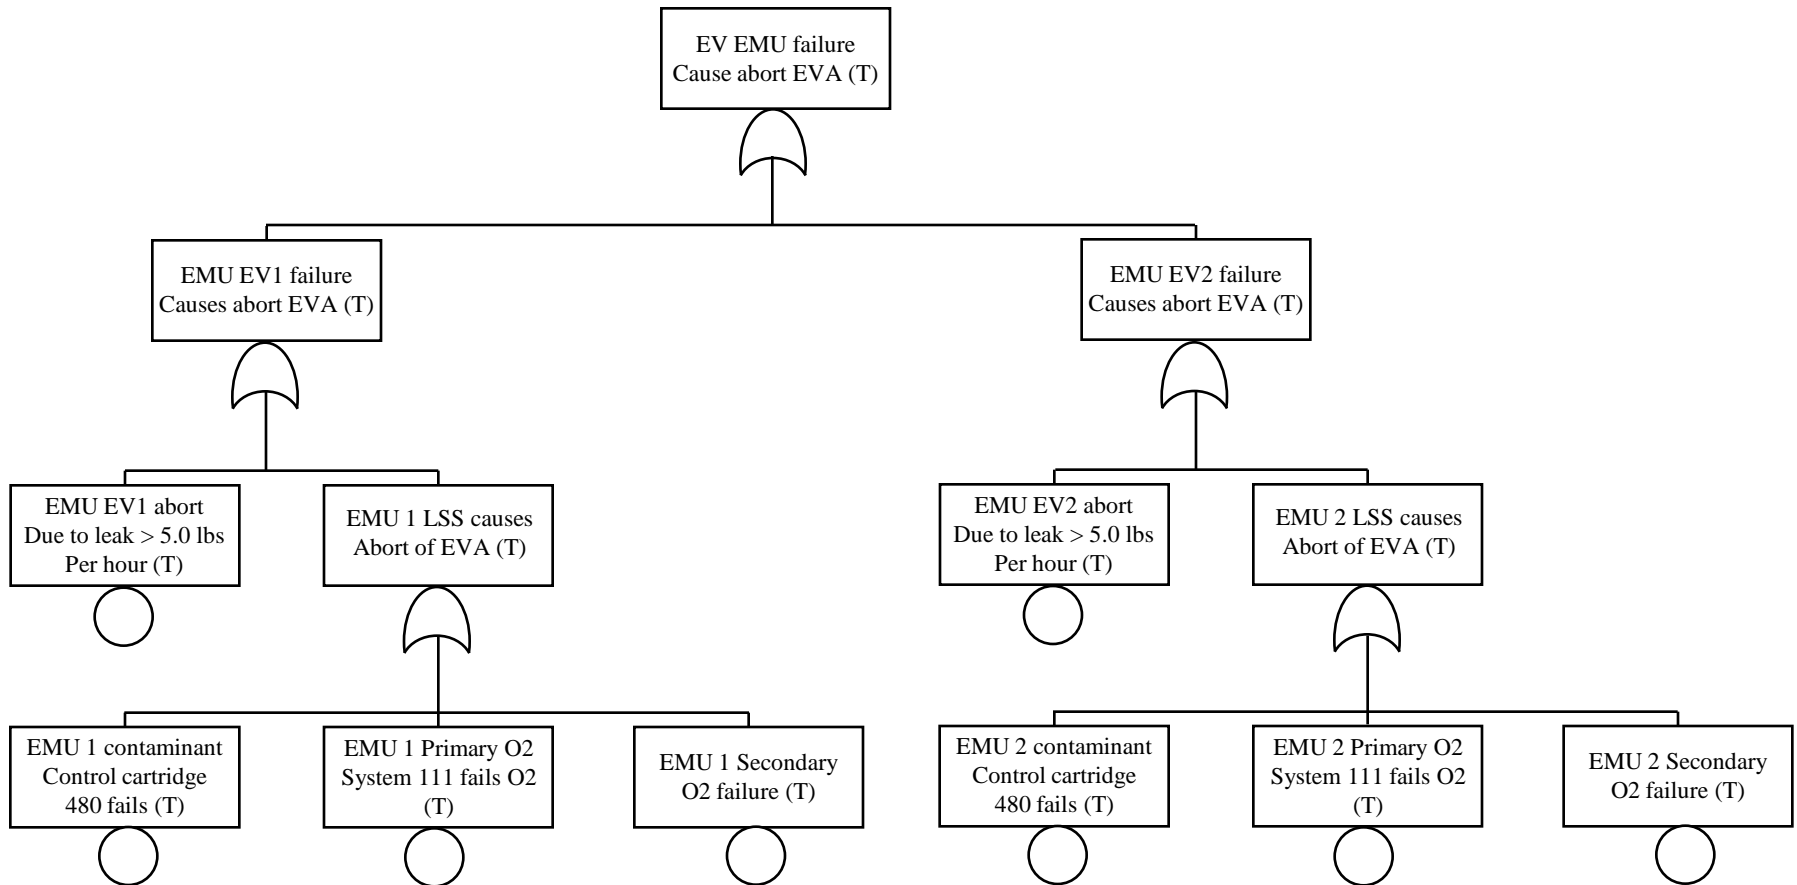 EV EMU failure
Cause abort EVA (T)
EMU EV1 failure
Causes abort EVA (T)
EMU EV2 failure
Causes abort EVA (T)
EMU EV1 abort
Due to leak > 5.0 lbs
Per hour (T)
EMU 1 LSS causes
Abort of EVA (T)
EMU EV2 abort
Due to leak > 5.0 lbs
Per hour (T)
EMU 2 LSS causes
Abort of EVA (T)
EMU 1 contaminant
Control cartridge
480 fails (T)
EMU 1 Primary O2
System 111 fails O2
(T)
EMU 1 Secondary
O2 failure (T)
EMU 2 contaminant
Control cartridge
480 fails (T)
EMU 2 Primary O2
System 111 fails O2
(T)
EMU 2 Secondary
O2 failure (T)